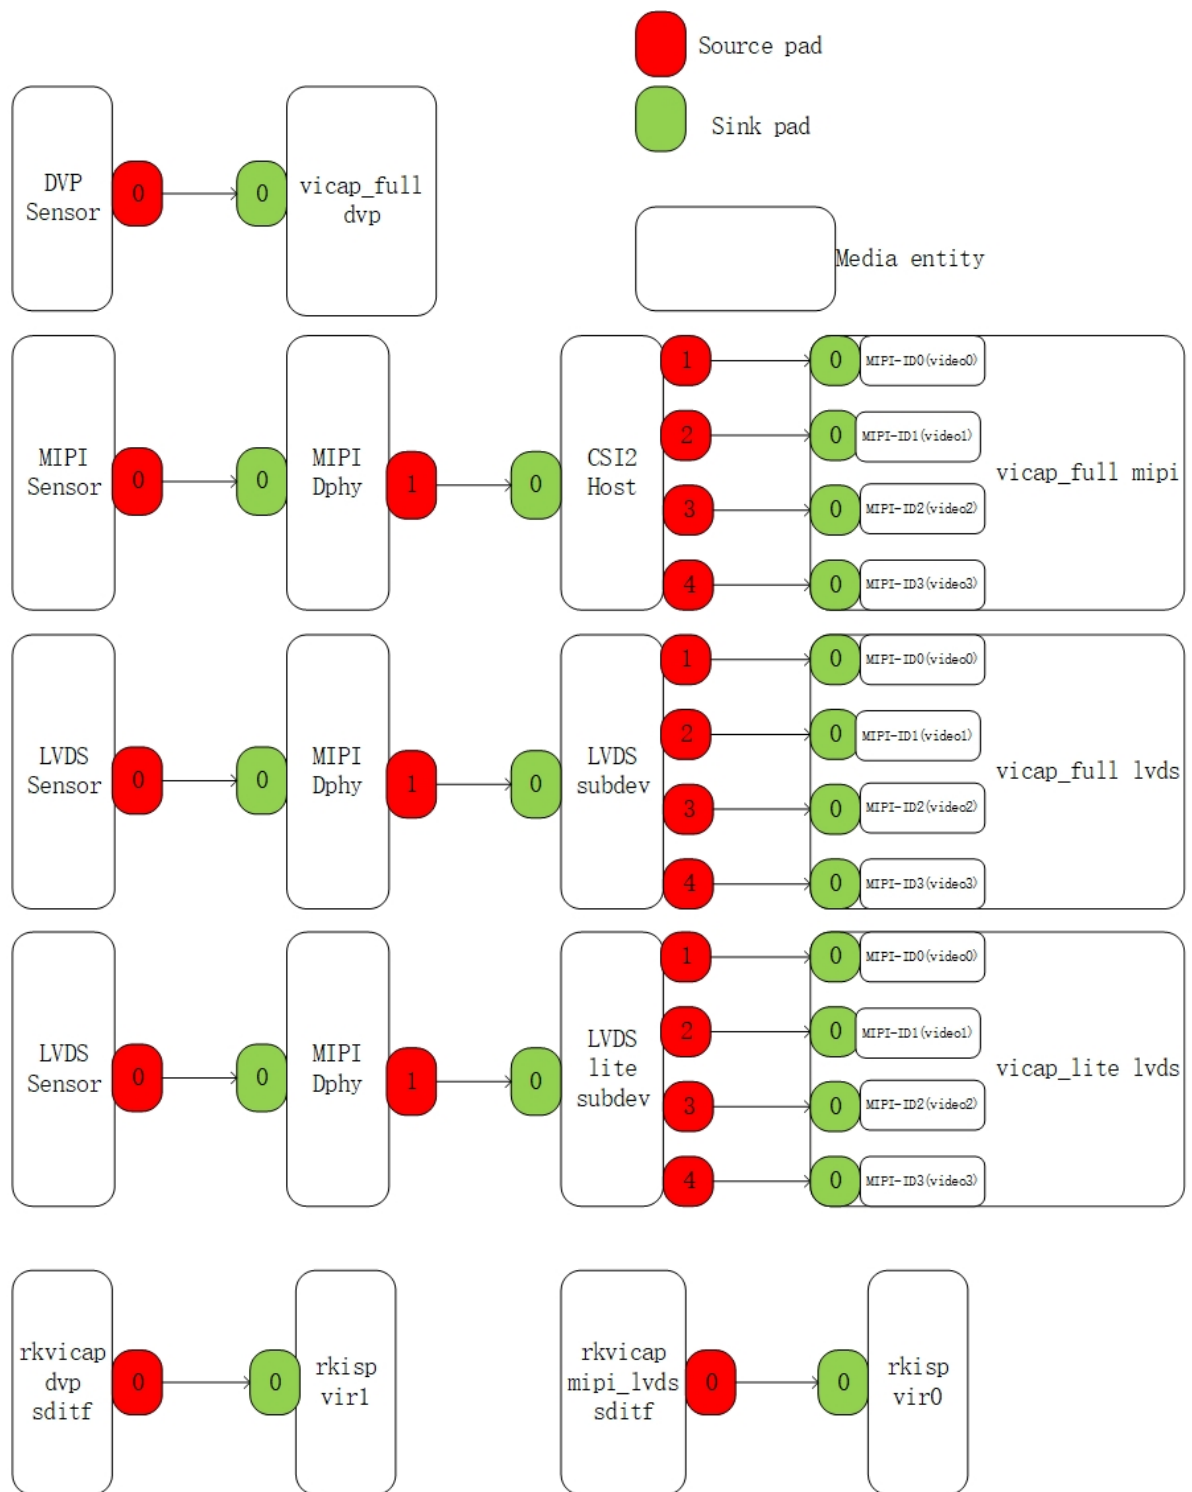 Source pad
Sink pad
Media entity
DVP
Sensor
0
0
vicap_full
dvp
MIPI
Sensor
0
0
MIPI
Dphy
1
0
CSI2
Host
1
0
MIPI-ID0(video0)
2
0
MIPI-ID1(video1)
3
0
MIPI-ID2(video2)
4
0
MIPI-ID3(video3)
vicap_full mipi
LVDS
Sensor
0
0
MIPI
Dphy
1
0
LVDS
subdev
1
0
MIPI-ID0(video0)
2
0
MIPI-ID1(video1)
3
0
MIPI-ID2(video2)
4
0
MIPI-ID3(video3)
vicap_full lvds
LVDS
Sensor
0
0
MIPI
Dphy
1
0
LVDS
lite
subdev
1
0
MIPI-ID0(video0)
2
0
MIPI-ID1(video1)
3
0
MIPI-ID2(video2)
4
0
MIPI-ID3(video3)
vicap_lite lvds
rkvicap
dvp
sditf
0
0
rkisp
vir1
rkvicap
mipi_lvds
sditf
0
0
rkisp
vir0